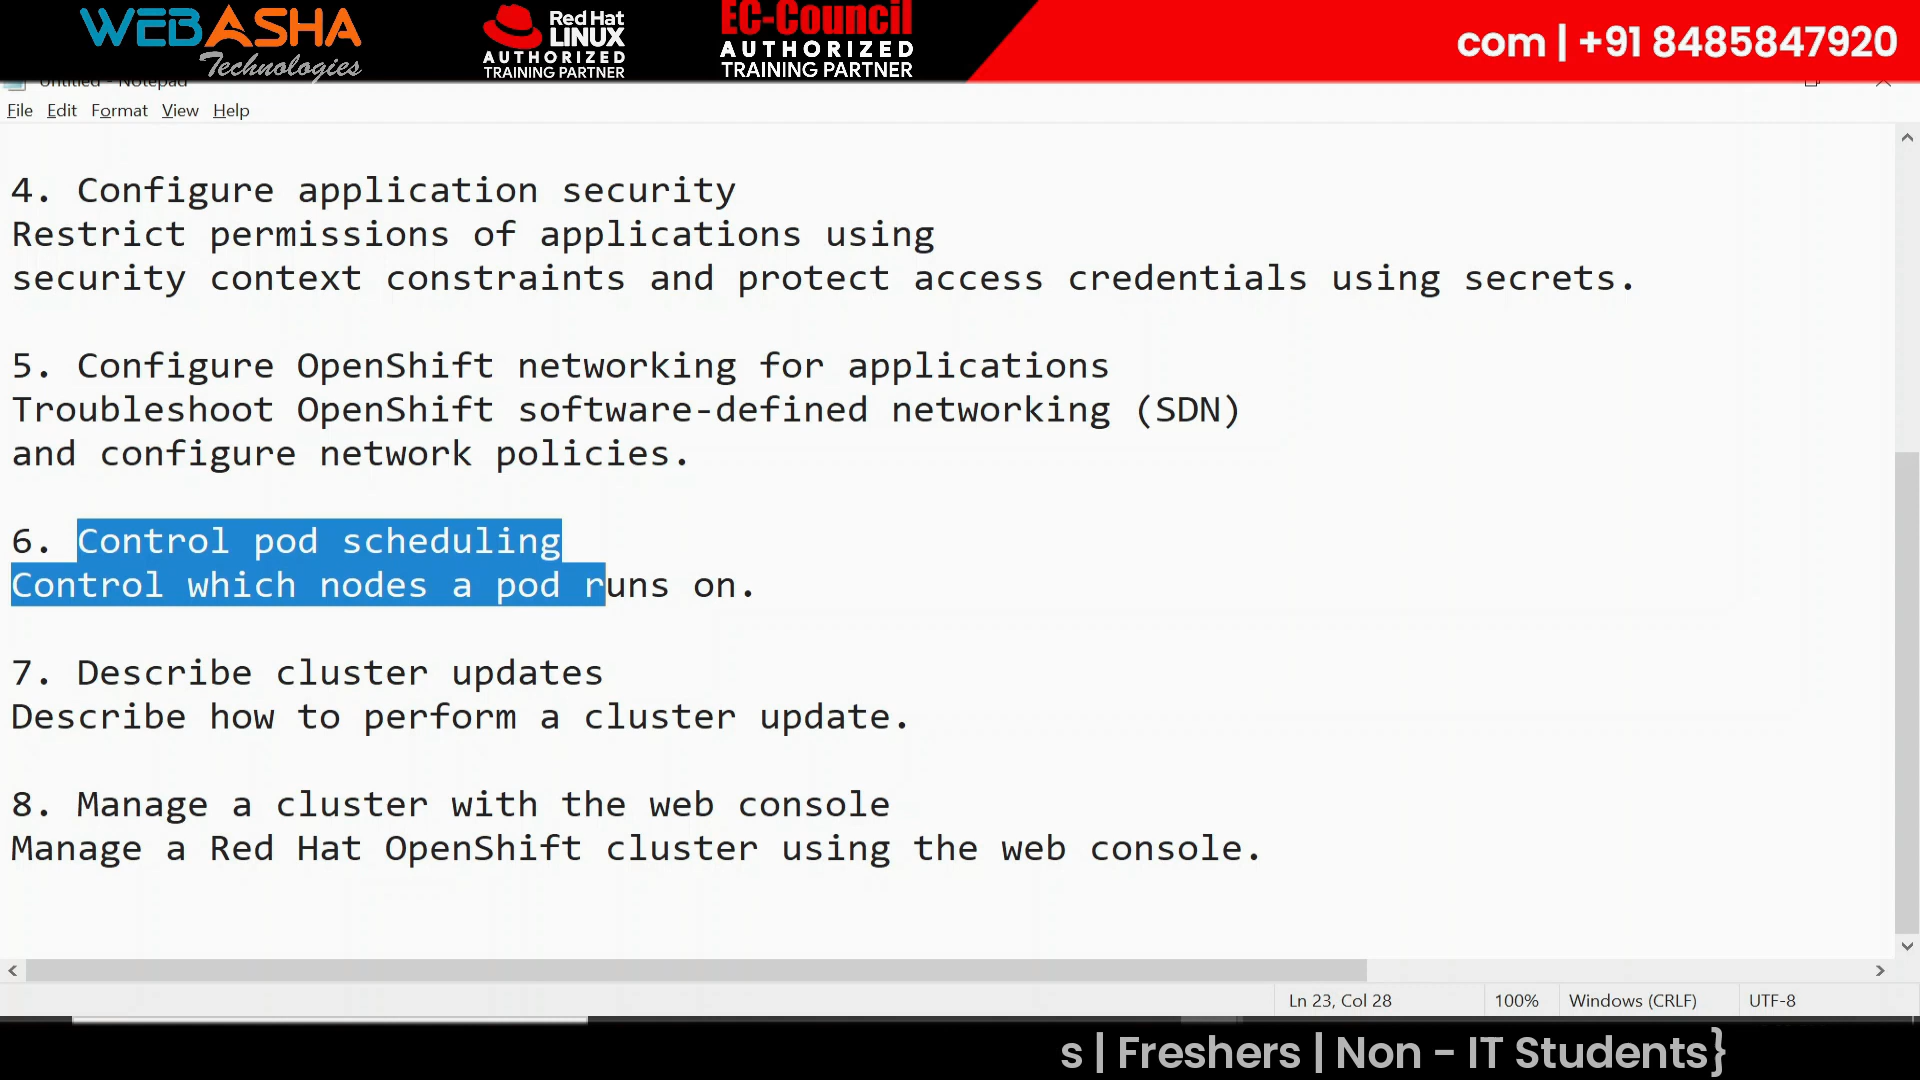 WEBASHA
Technologies
Red Hat
LINUX
AUTHORIZED
TRAINING PARTNER
EC-Council
AUTHORIZED
TRAINING PARTNER
com | +91 8485847920
Untitled - Notepad
File Edit Format View Help
4. Configure application security
Restrict permissions of applications using
security context constraints and protect access credentials using secrets.
5. Configure OpenShift networking for applications
Troubleshoot OpenShift software-defined networking (SDN)
and configure network policies.
6. Control pod scheduling
Control which nodes a pod runs on.
7. Describe cluster updates
Describe how to perform a cluster update.
8. Manage a cluster with the web console
Manage a Red Hat OpenShift cluster using the web console.
Ln 23, Col 28 100% Windows (CRLF) UTF-8
s | Freshers | Non - IT Students}